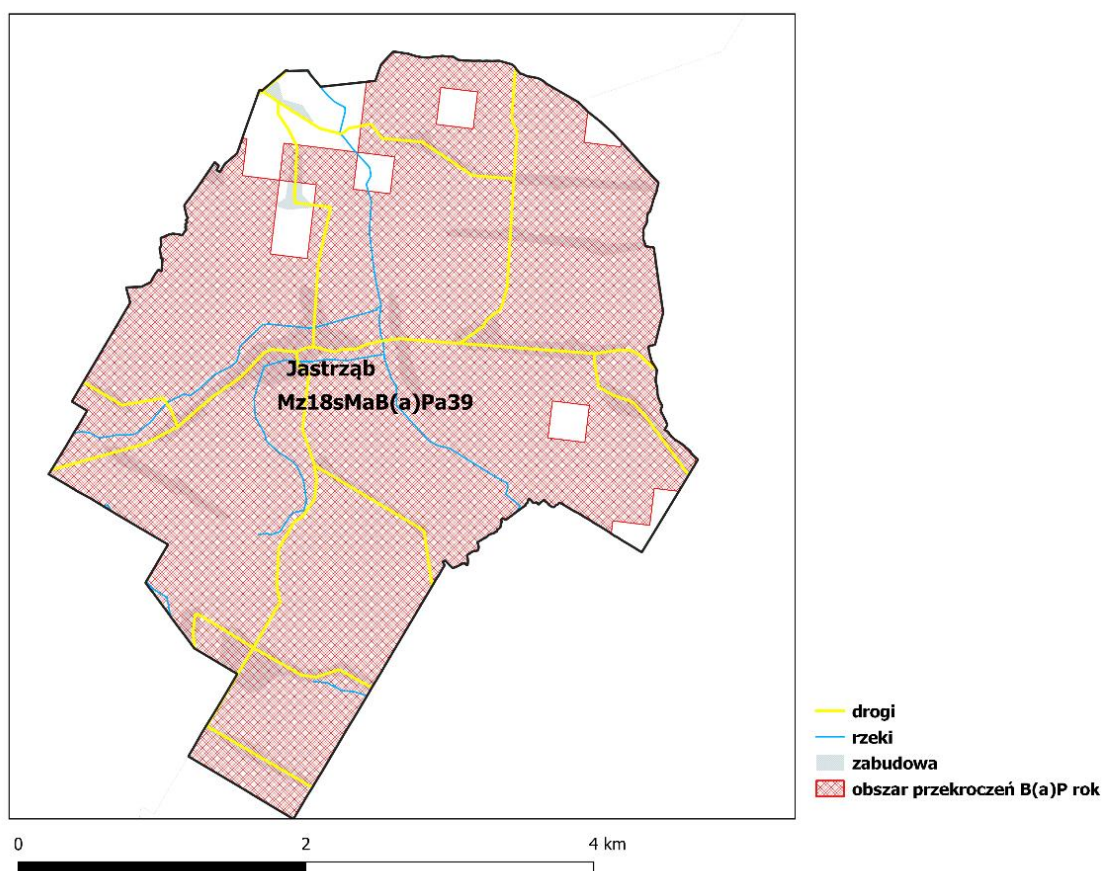 Jastrząb
Mz18sMaB(a)Pa39
drogi
rzeki
zabudowa
obszar przekroczeń B(a)P rok
0 2 4 km